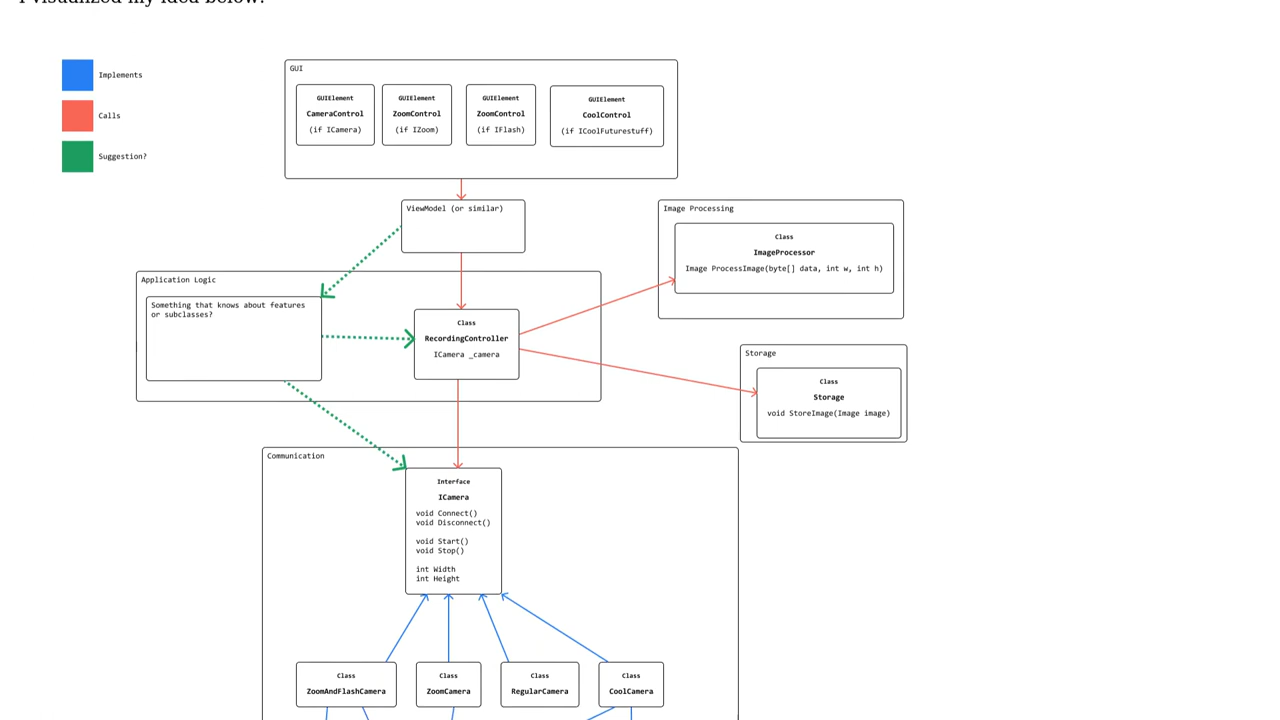 I visualized my idea below:
Implements
Calls
Suggestion?
GUI
GUIElement
CameraControl
(if ICamera)
GUIElement
ZoomControl
(if IZoom)
GUIElement
ZoomControl
(if IFlash)
GUIElement
CoolControl
(if ICoolFuturestuff)
ViewModel (or similar)
Image Processing
Class
ImageProcessor
Image ProcessImage(byte[] data, int w, int h)
Application Logic
Something that knows about features
or subclasses?
Class
RecordingController
ICamera _camera
Storage
Class
Storage
void StoreImage(Image image)
Communication
Interface
ICamera
void Connect()
void Disconnect()
void Start()
void Stop()
int Width
int Height
Class
ZoomAndFlashCamera
Class
ZoomCamera
Class
RegularCamera
Class
CoolCamera